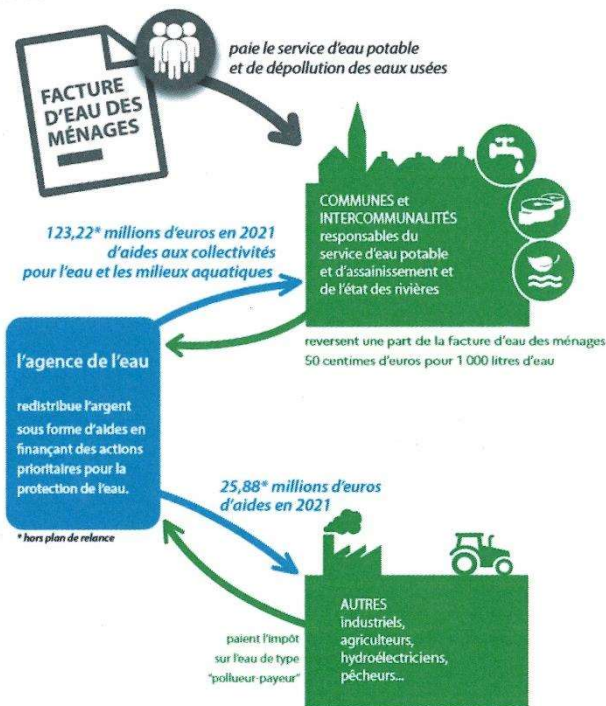 FACTURE
D'EAU DES
MÉNAGES
paie le service d'eau potable
et de dépollution des eaux usées
COMMUNES et
INTERCOMMUNALITÉS
responsables du
service d'eau potable
et d'assainissement et
de l'état des rivières
123,22* millions d'euros en 2021
d'aides aux collectivités
pour l'eau et les milieux aquatiques
reversent une part de la facture d'eau des ménages
50 centimes d'euros pour 1 000 litres d'eau
l'agence de l'eau
redistribue l'argent
sous forme d'aides en
finançant des actions
prioritaires pour la
protection de l'eau.
* hors plan de relance
25,88* millions d'euros
d'aides en 2021
paient l'impôt
sur l'eau de type
"pollueur-payeur"
AUTRES
industriels,
agriculteurs,
hydroélectriciens,
pêcheurs...